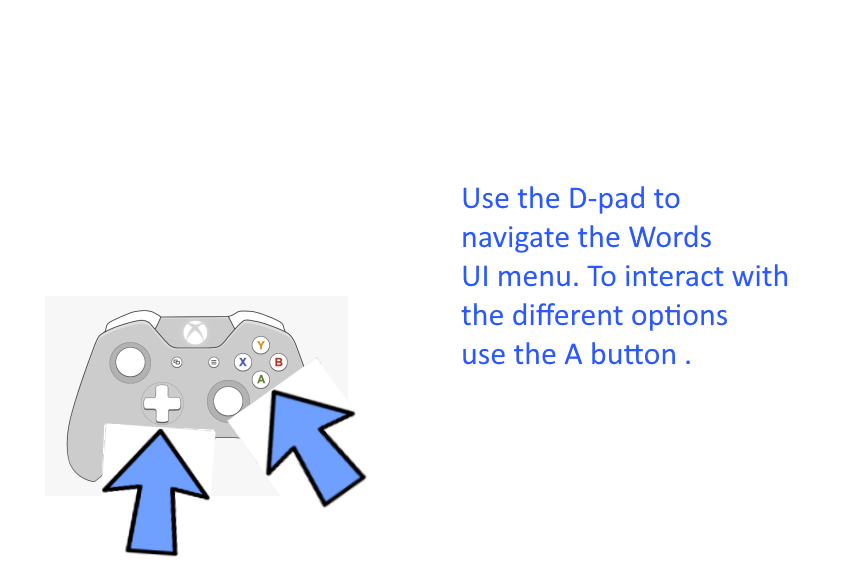 Use the D-pad to
navigate the Words
UI menu. To interact with
the different options
use the A button .
Y
X B
A